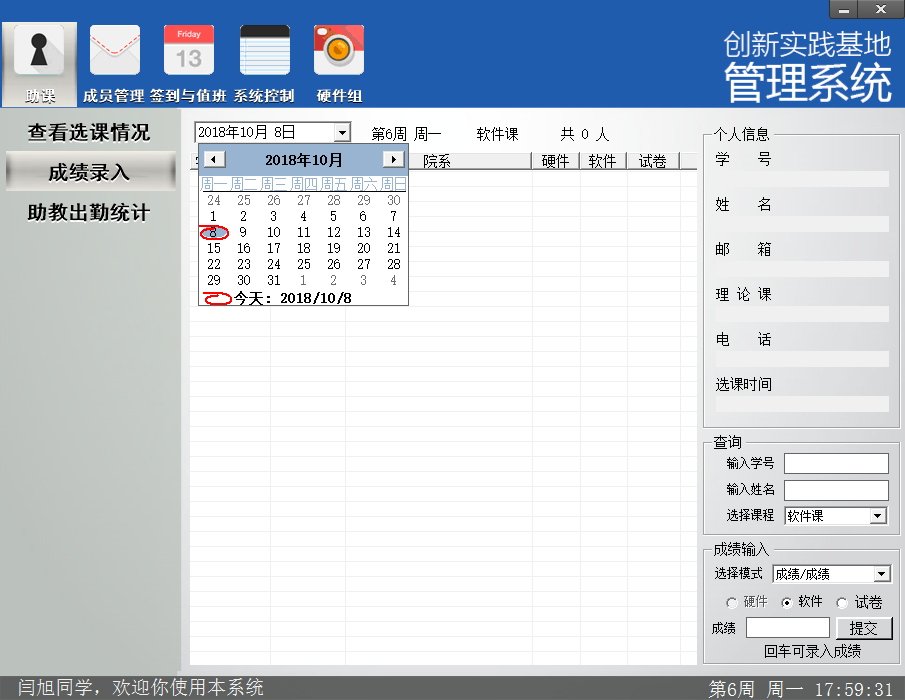 创新实践基地
管理系统
Friday
13
助课 成员管理 签到与值班 系统控制 硬件组
查看选课情况
成绩录入
助教出勤统计
2018年10月 8日 第6周 周一 软件课 共 0 人
院系 硬件 软件 试卷
2018年10月
周一 周二 周三 周四 周五 周六 周日
24 25 26 27 28 29 30
1 2 3 4 5 6 7
8 9 10 11 12 13 14
15 16 17 18 19 20 21
22 23 24 25 26 27 28
29 30 31 1 2 3 4
今天: 2018/10/8
个人信息
学 号
姓 名
邮 箱
理 论 课
电 话
选课时间
查询
输入学号
输入姓名
选择课程 软件课
成绩输入
选择模式 成绩/成绩
硬件 软件 试卷
成绩 提交
回车可录入成绩
闫旭同学，欢迎你使用本系统 第6周 周一 17:59:31